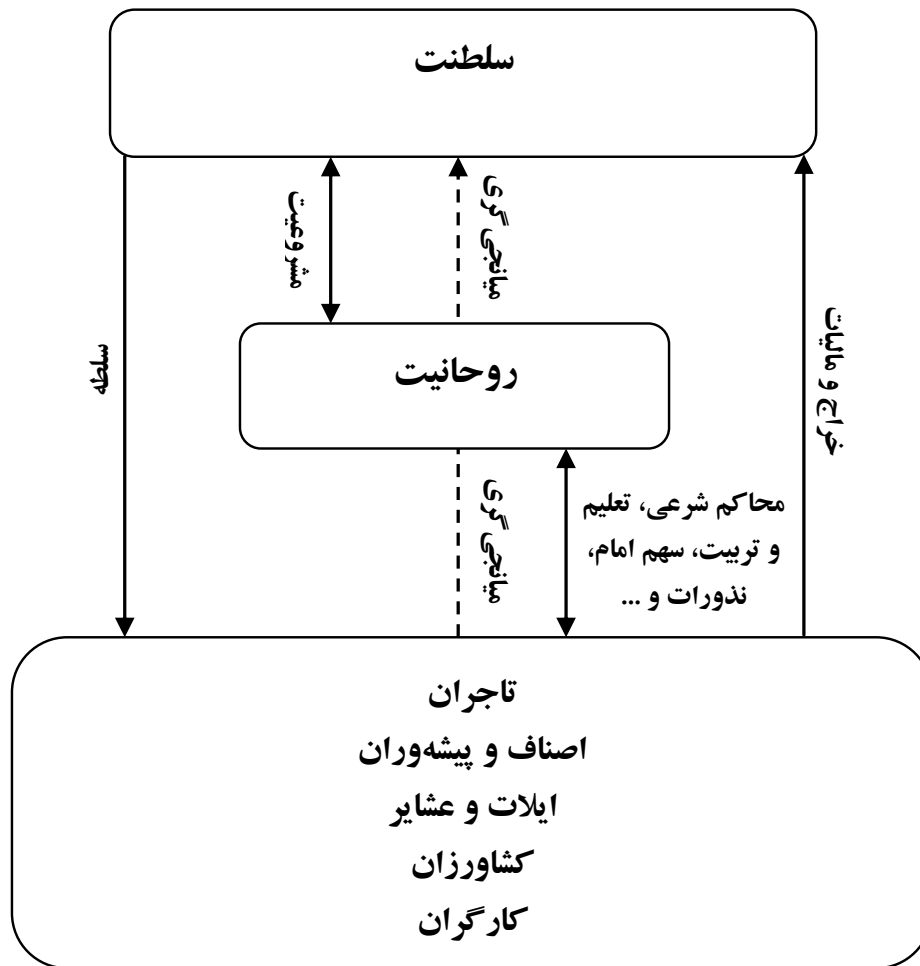 سلطنت
مشروعیت
میانجی گری
سلطه
خراج و مالیات
روحانیت
میانجی گری
محاکم شرعی، تعلیم
و تربیت، سهم امام،
نذورات و ...
تاجران
اصناف و پیشه‌وران
ایلات و عشایر
کشاورزان
کارگران